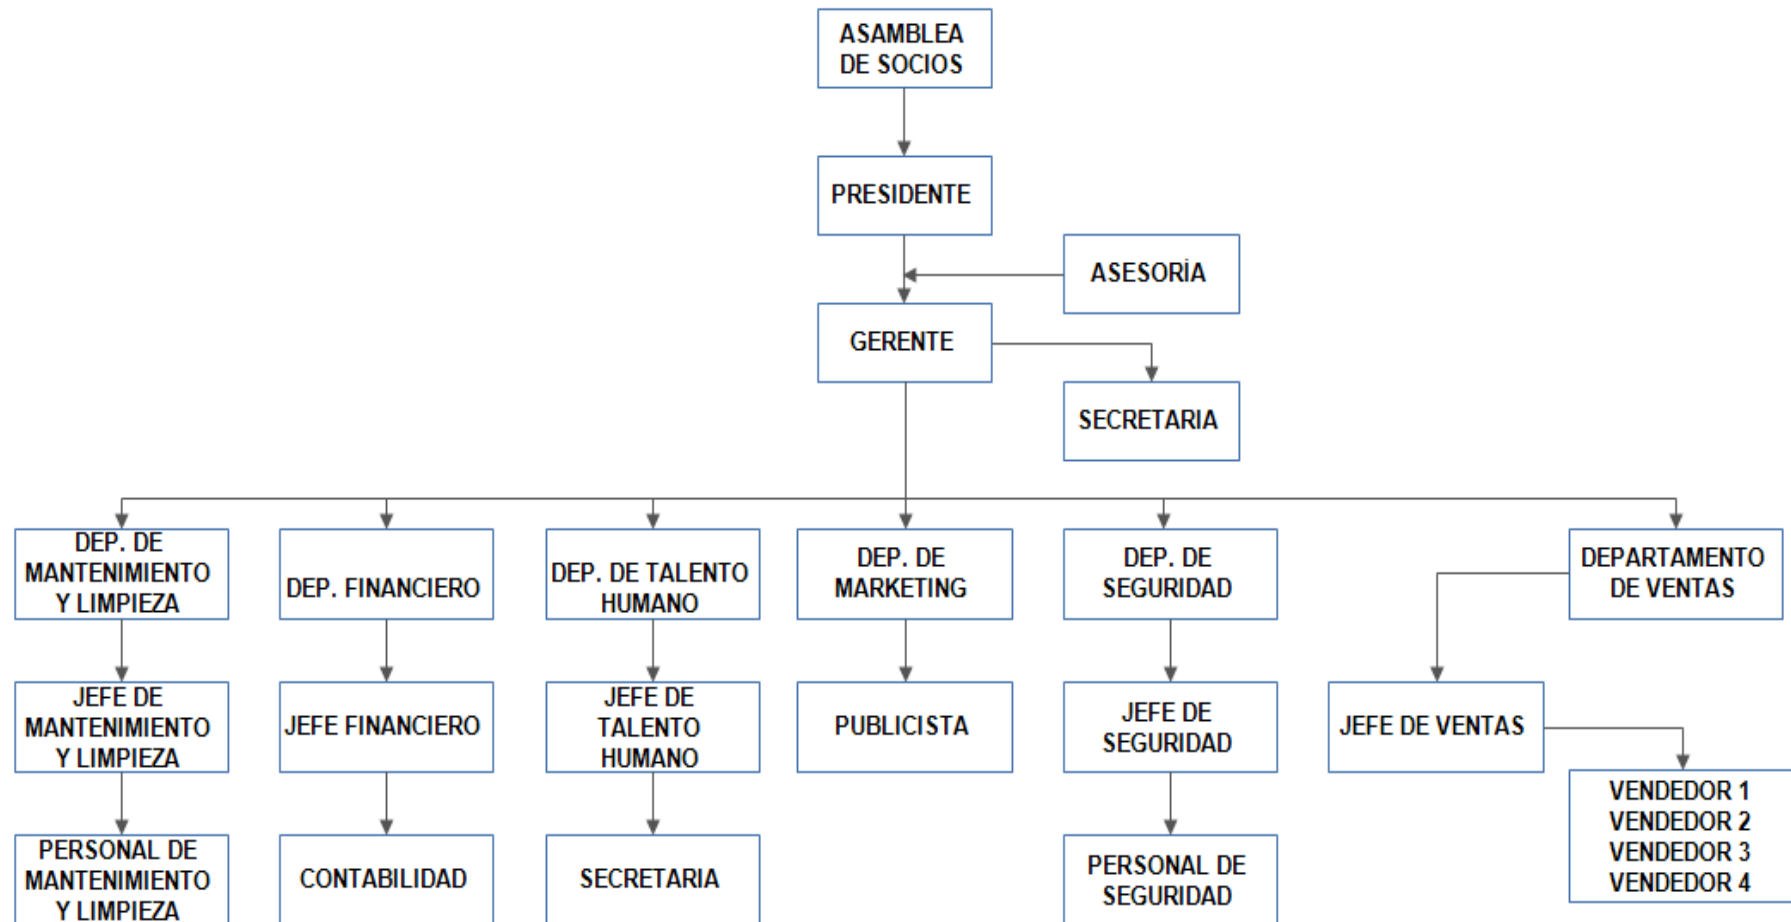 ASAMBLEA
DE SOCIOS
PRESIDENTE
ASESORÍA
GERENTE
SECRETARIA
DEP. DE
MANTENIMIENTO
Y LIMPIEZA
DEP. FINANCIERO
DEP. DE TALENTO
HUMANO
DEP. DE
MARKETING
DEP. DE
SEGURIDAD
DEPARTAMENTO
DE VENTAS
JEFE DE
MANTENIMIENTO
Y LIMPIEZA
JEFE FINANCIERO
JEFE DE
TALENTO
HUMANO
PUBLICISTA
JEFE DE
SEGURIDAD
JEFE DE VENTAS
PERSONAL DE
MANTENIMIENTO
Y LIMPIEZA
CONTABILIDAD
SECRETARIA
PERSONAL DE
SEGURIDAD
VENDEDOR 1
VENDEDOR 2
VENDEDOR 3
VENDEDOR 4